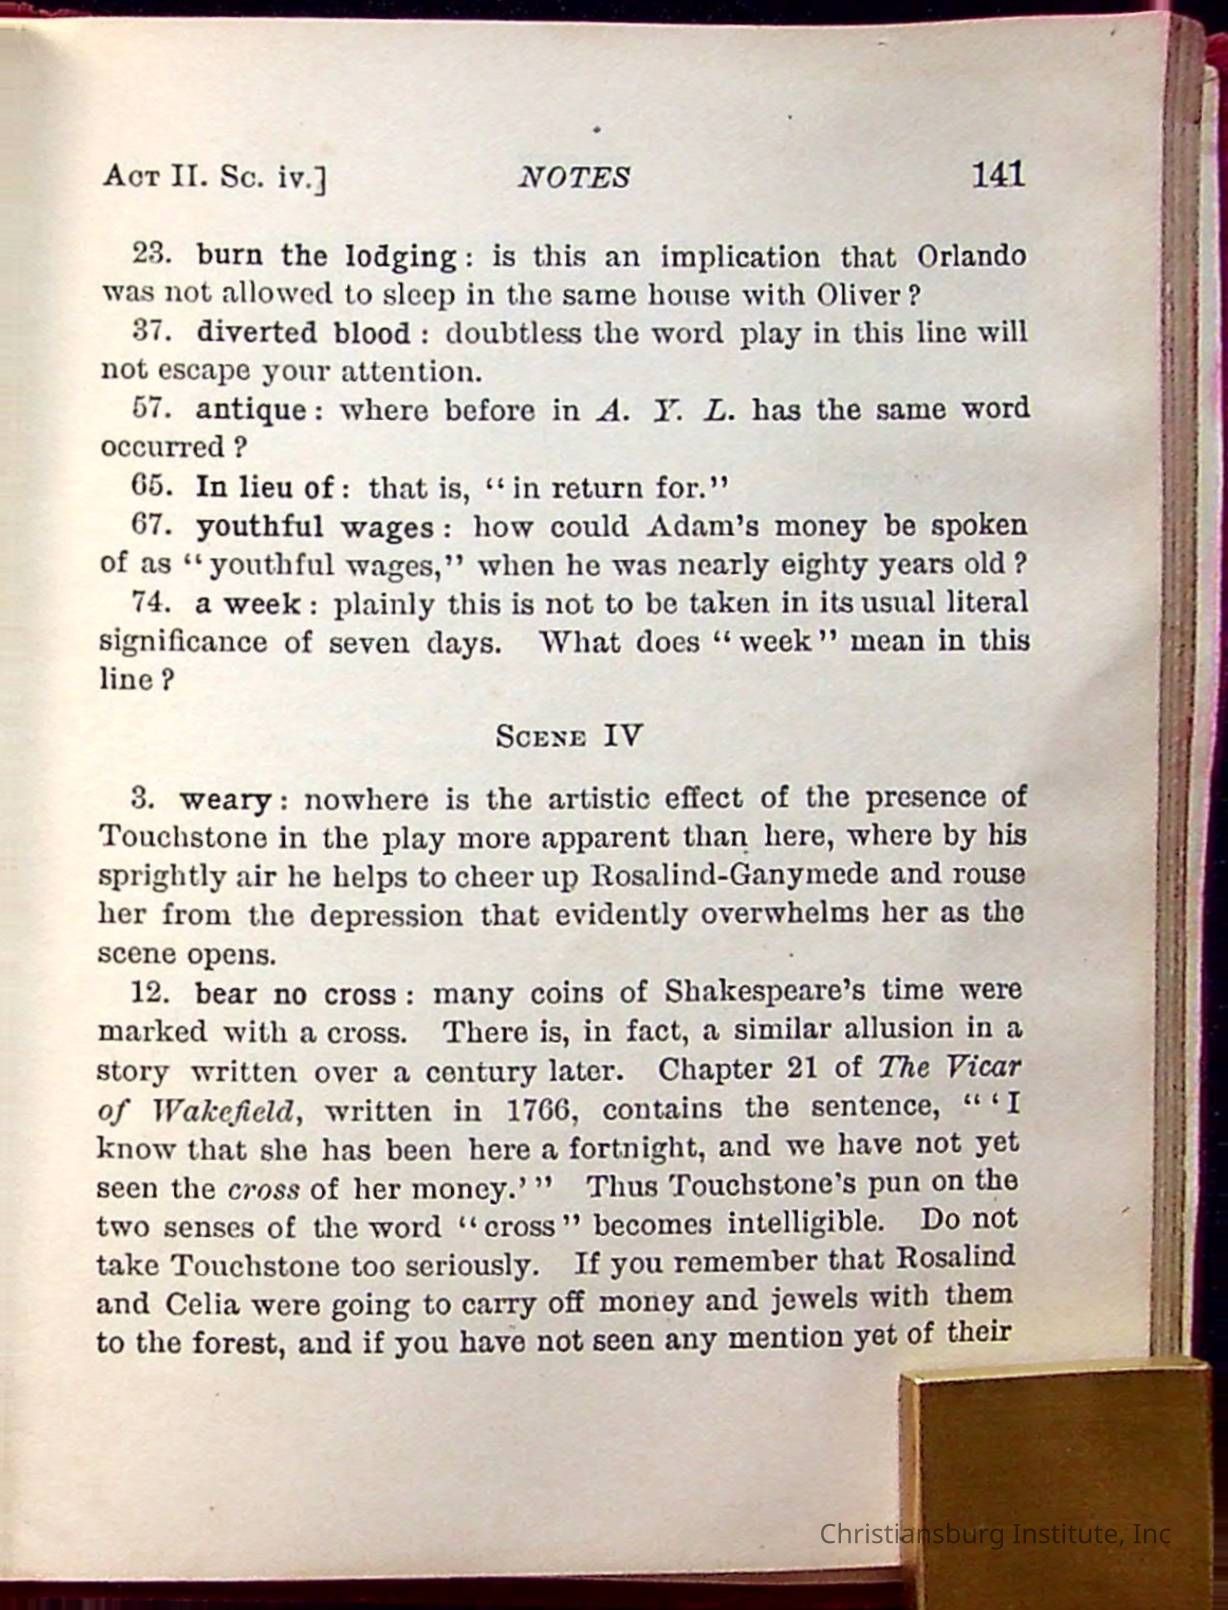 ACT II. Sc. iv.] NOTES 141
23. burn the lodging: is this an implication that Orlando
was not allowed to sleep in the same house with Oliver?
37. diverted blood: doubtless the word play in this line will
not escape your attention.
57. antique: where before in A. Y. L. has the same word
occurred?
65. In lieu of: that is, "in return for."
67. youthful wages: how could Adam's money be spoken
of as "youthful wages," when he was nearly eighty years old?
74. a week: plainly this is not to be taken in its usual literal
significance of seven days. What does "week" mean in this
line?
SCENE IV
3. weary: nowhere is the artistic effect of the presence of
Touchstone in the play more apparent than here, where by his
sprightly air he helps to cheer up Rosalind-Ganymede and rouse
her from the depression that evidently overwhelms her as the
scene opens.
12. bear no cross: many coins of Shakespeare's time were
marked with a cross. There is, in fact, a similar allusion in a
story written over a century later. Chapter 21 of The Vicar
of Wakefield, written in 1766, contains the sentence, "'I
know that she has been here a fortnight, and we have not yet
seen the cross of her money.'" Thus Touchstone's pun on the
two senses of the word "cross" becomes intelligible. Do not
take Touchstone too seriously. If you remember that Rosalind
and Celia were going to carry off money and jewels with them
to the forest, and if you have not seen any mention yet of their
Christiansburg Institute, Inc